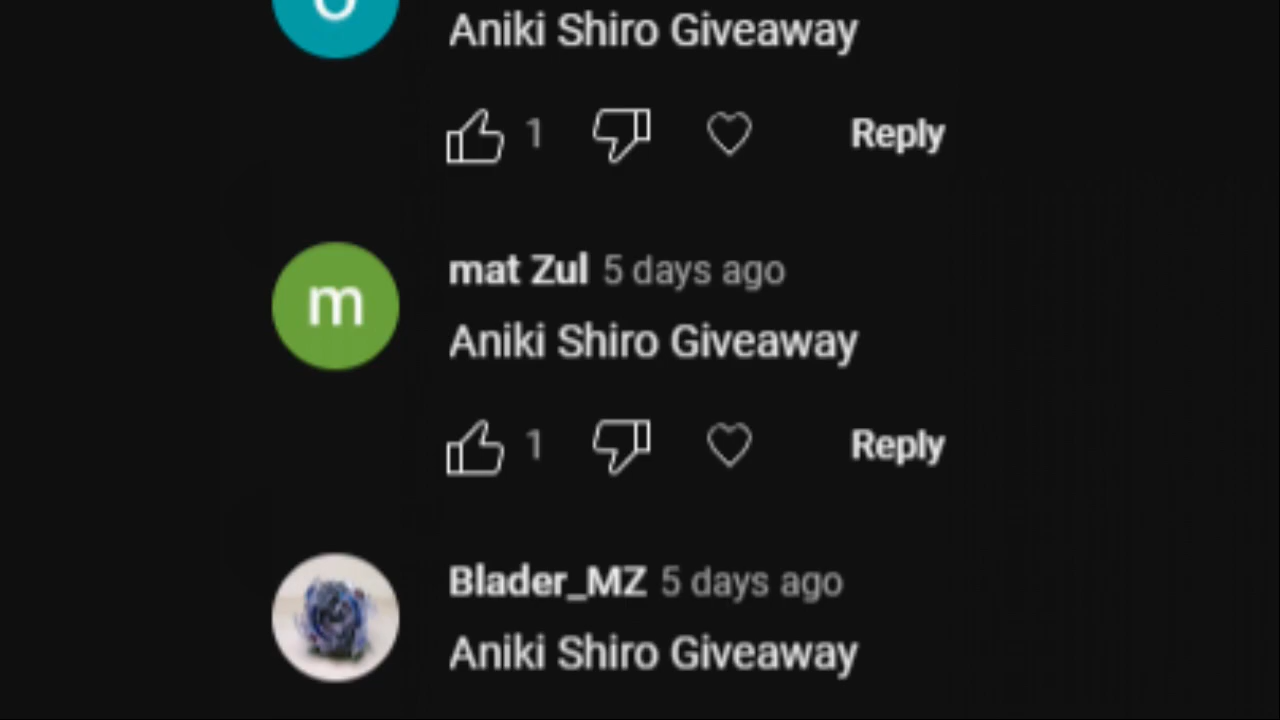 Aniki Shiro Giveaway
1 Reply
m
mat Zul 5 days ago
Aniki Shiro Giveaway
1 Reply
Blader_MZ 5 days ago
Aniki Shiro Giveaway